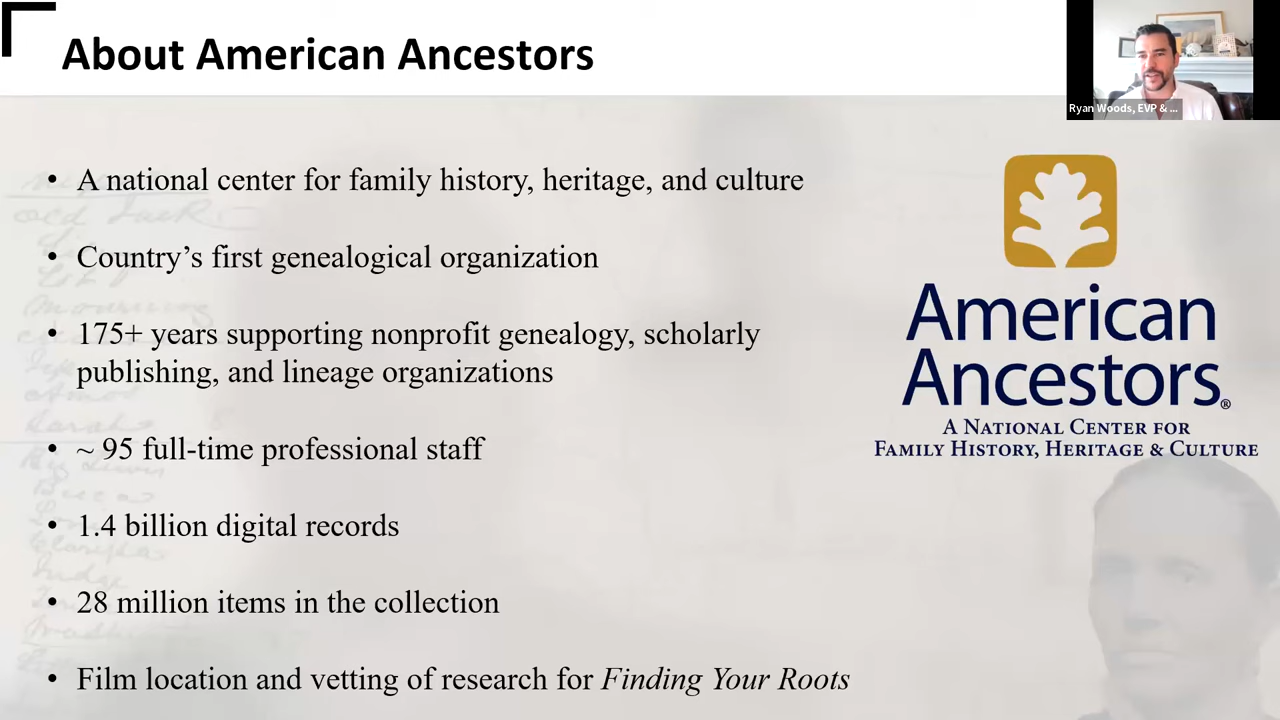 About American Ancestors
Ryan Woods, EVP & ...
• A national center for family history, heritage, and culture
• Country’s first genealogical organization
• 175+ years supporting nonprofit genealogy, scholarly
publishing, and lineage organizations
• ~ 95 full-time professional staff
• 1.4 billion digital records
• 28 million items in the collection
• Film location and vetting of research for Finding Your Roots
American
Ancestors®
A National Center for
Family History, Heritage & Culture